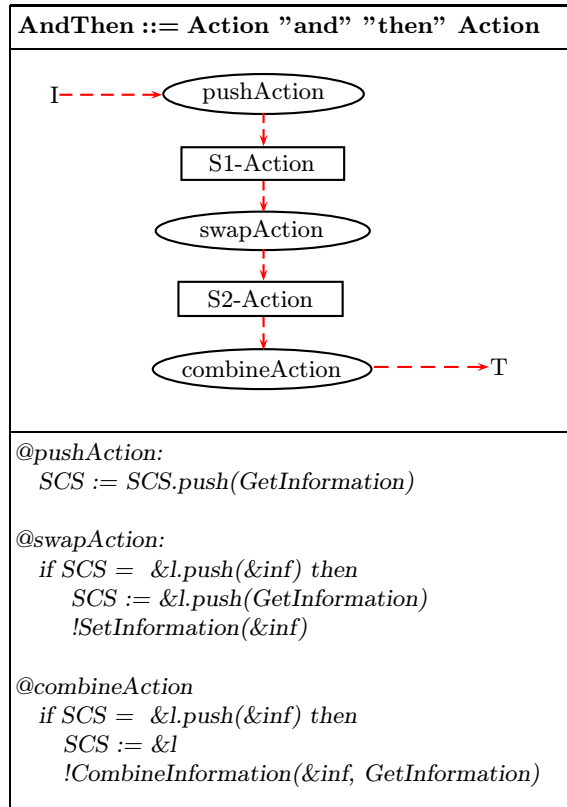 AndThen ::= Action ”and” ”then” Action
I
pushAction
S1-Action
swapAction
S2-Action
combineAction
T
@pushAction:
SCS := SCS.push(GetInformation)
@swapAction:
if SCS = &l.push(&inf) then
SCS := &l.push(GetInformation)
!SetInformation(&inf)
@combineAction
if SCS = &l.push(&inf) then
SCS := &l
!CombineInformation(&inf, GetInformation)